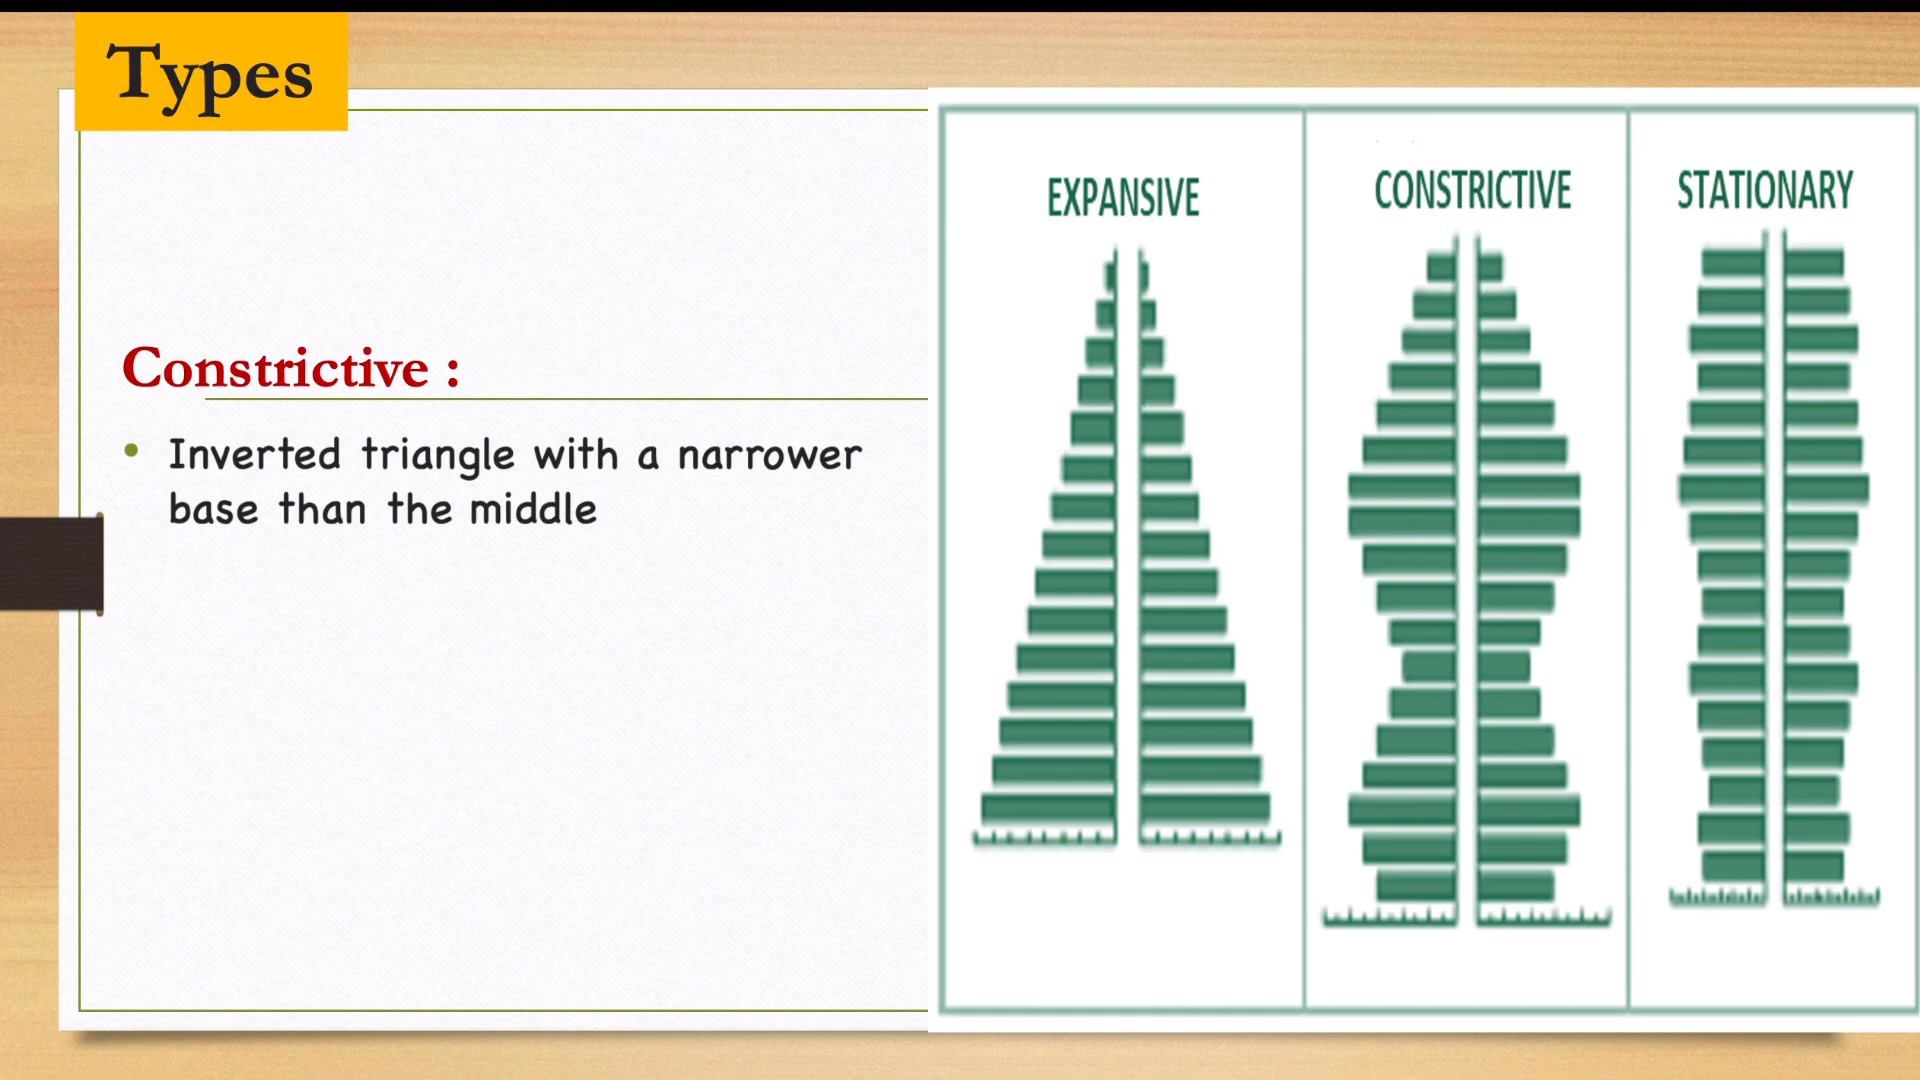 Types
Constrictive :
• Inverted triangle with a narrower
base than the middle
EXPANSIVE
CONSTRICTIVE
STATIONARY